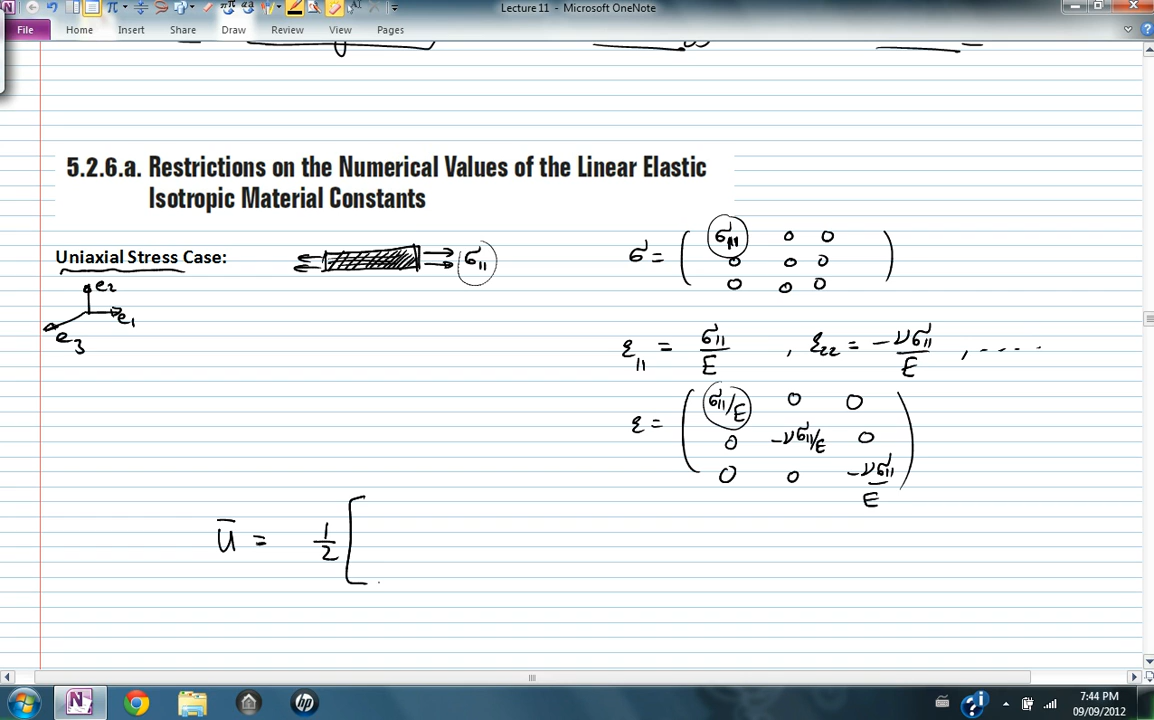 Lecture 11 - Microsoft OneNote
File Home Insert Share Draw Review View Pages
5.2.6.a. Restrictions on the Numerical Values of the Linear Elastic
Isotropic Material Constants
Uniaxial Stress Case:
σ11
e2
e1
e3
σ = ( σ11 0 0
0 0 0
0 0 0 )
ε11 = σ11/E , ε22 = -νσ11/E , .....
ε = ( σ11/E 0 0
0 -νσ11/E 0
0 0 -νσ11/E )
Ū = 1/2 [
7:44 PM
09/09/2012